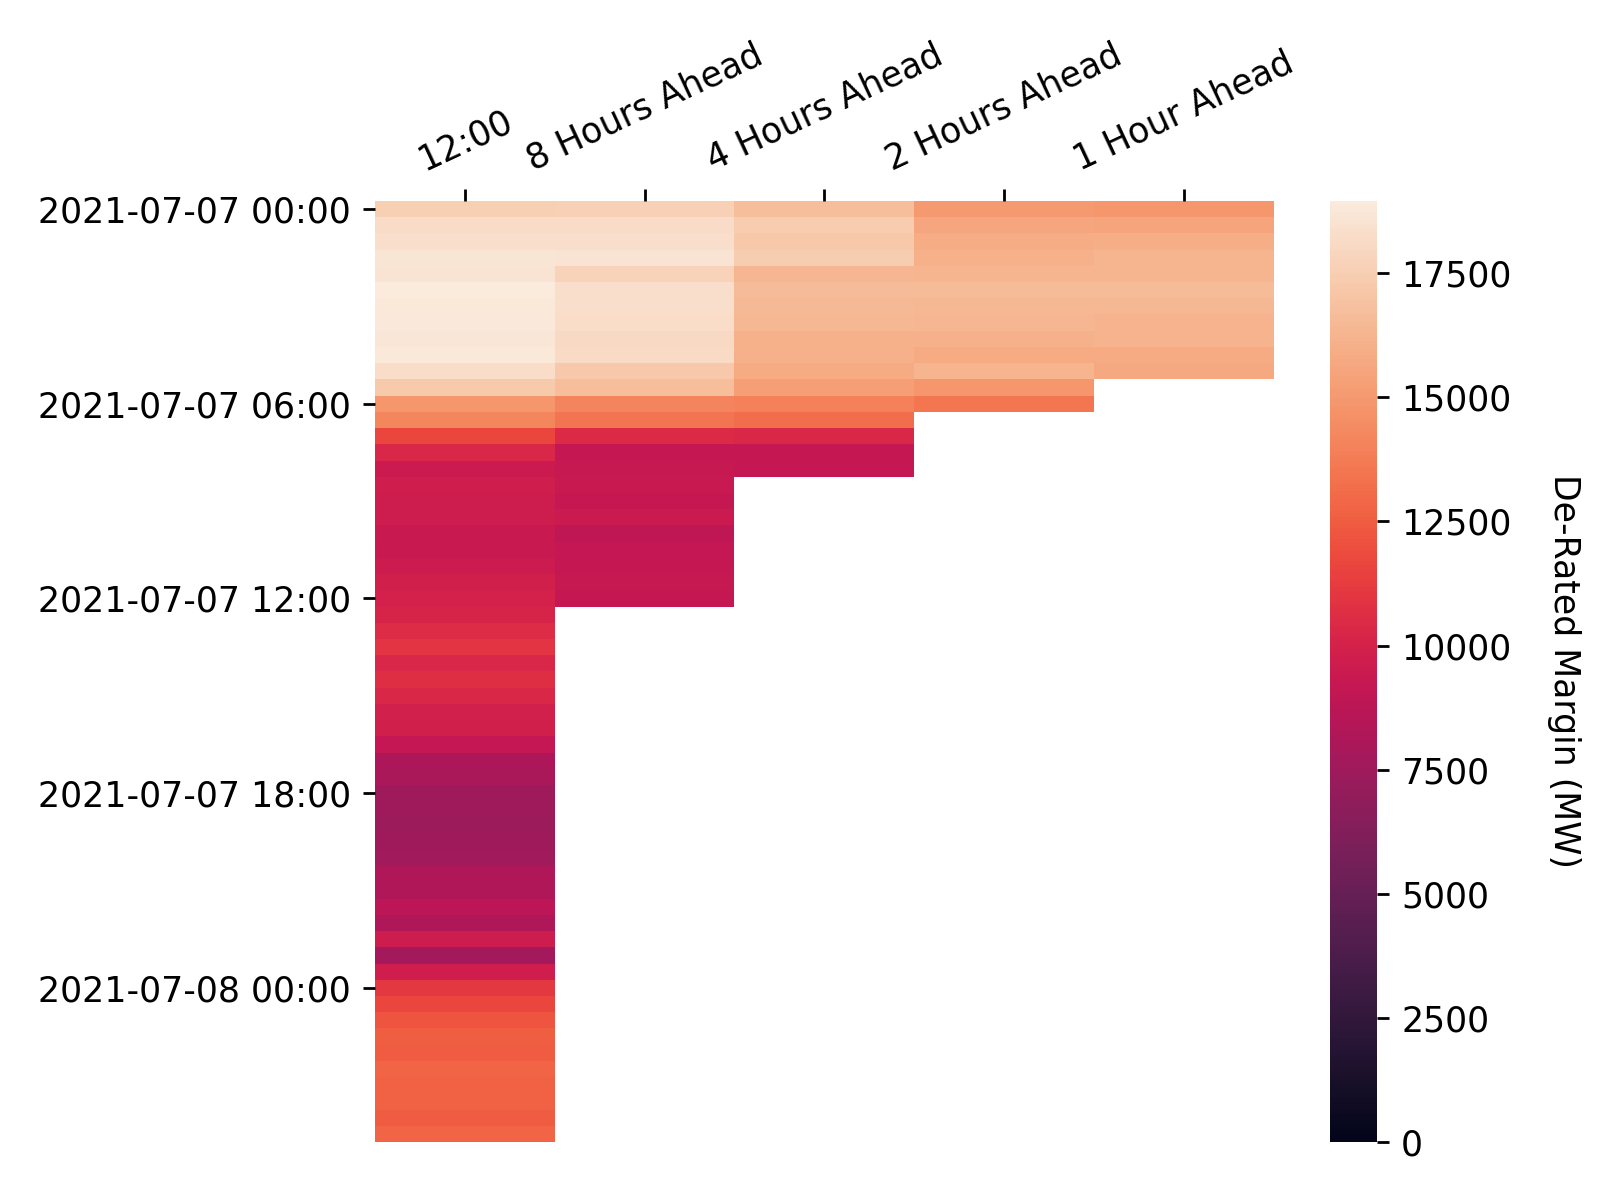 12:00
8 Hours Ahead
4 Hours Ahead
2 Hours Ahead
1 Hour Ahead
2021-07-07 00:00
2021-07-07 06:00
2021-07-07 12:00
2021-07-07 18:00
2021-07-08 00:00
17500
15000
12500
10000
7500
5000
2500
0
De-Rated Margin (MW)